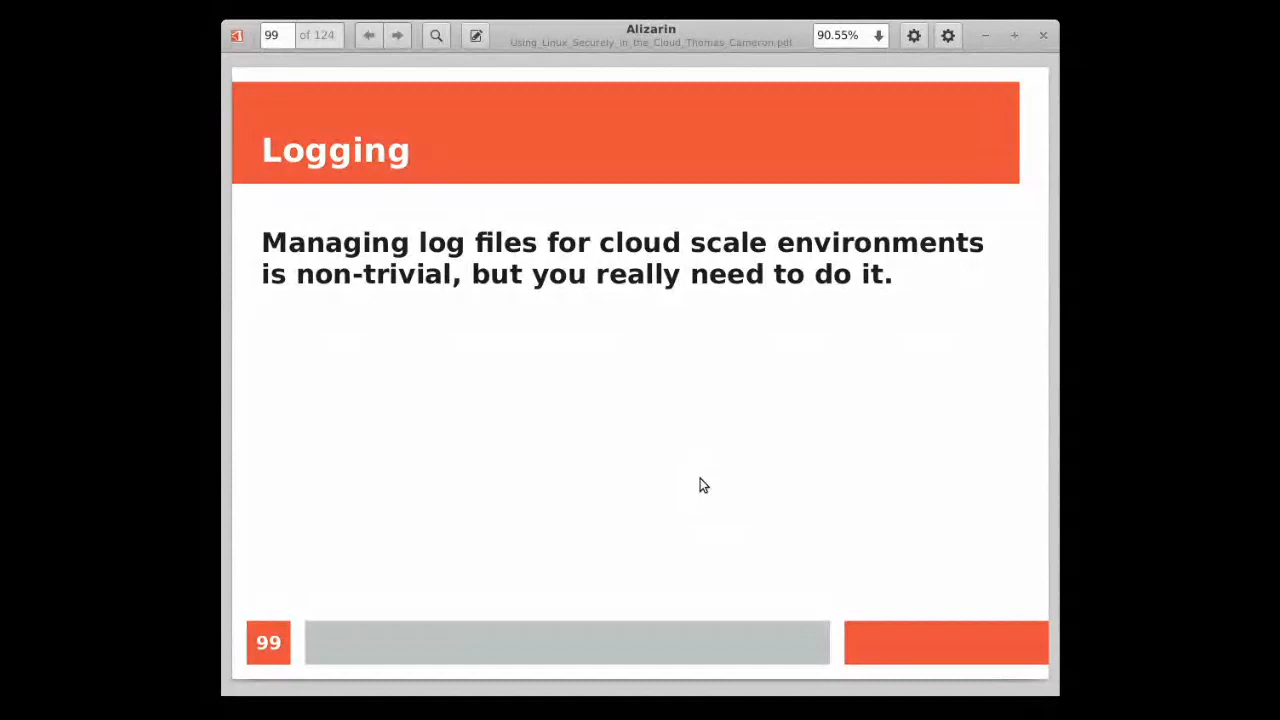 99 of 124
Alizarin
Using_Linux_Securely_in_the_Cloud_Thomas_Cameron.pdf
90.55%
Logging
Managing log files for cloud scale environments
is non-trivial, but you really need to do it.
99